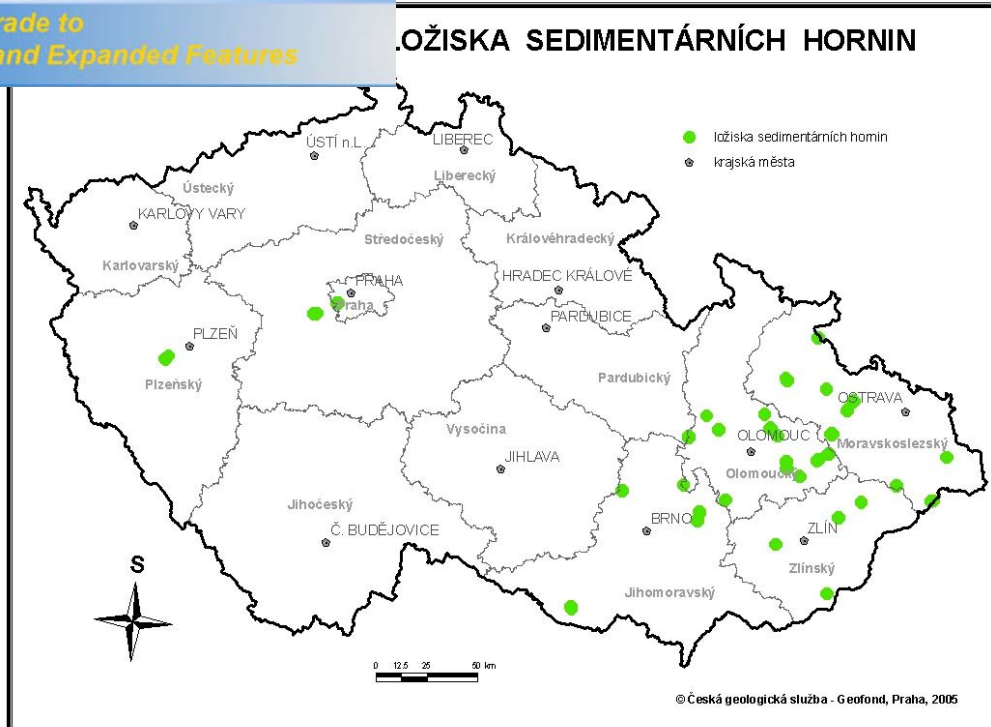 rade to
and Expanded Features
LOŽISKA SEDIMENTÁRNÍCH HORNIN
ložiska sedimentárních hornin
krajská města
ÚSTÍ n.L.
LIBEREC
Ústecký
Liberecký
KARLOVY VARY
Středočeský
Královéhradecký
Karlovarský
HRADEC KRÁLOVÉ
PRAHA
Praha
PARDUBICE
PLZEŇ
Plzeňský
Pardubický
OSTRAVA
Vysočina
OLOMOUC
Moravskoslezský
JIHLAVA
Olomoucký
Jihočeský
BRNO
ZLÍN
Č. BUDĚJOVICE
S
Zlínský
Jihomoravský
0 12.5 25 50 km
© Česká geologická služba - Geofond, Praha, 2005